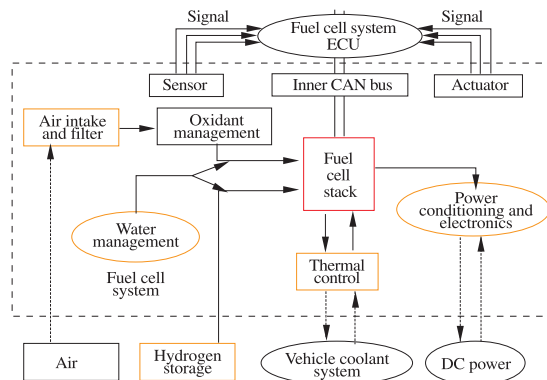 Signal
Fuel cell system
ECU
Signal
Sensor
Inner CAN bus
Actuator
Air intake
and filter
Oxidant
management
Fuel
cell
stack
Power
conditioning and
electronics
Water
management
Fuel cell
system
Thermal
control
Air
Hydrogen
storage
Vehicle coolant
system
DC power